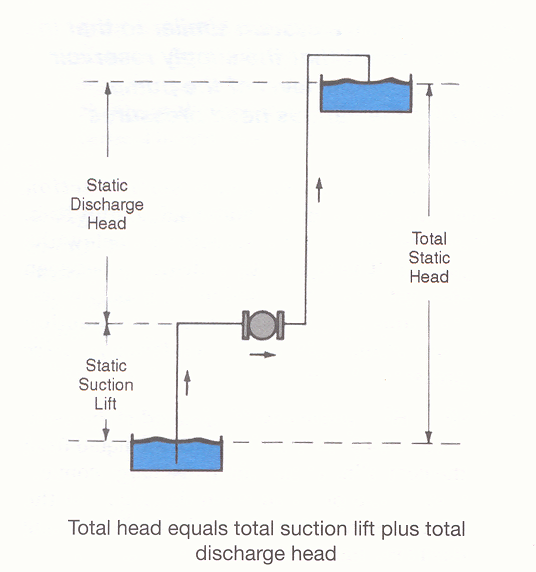 Static
Discharge
Head
Total
Static
Head
Static
Suction
Lift
Total head equals total suction lift plus total
discharge head